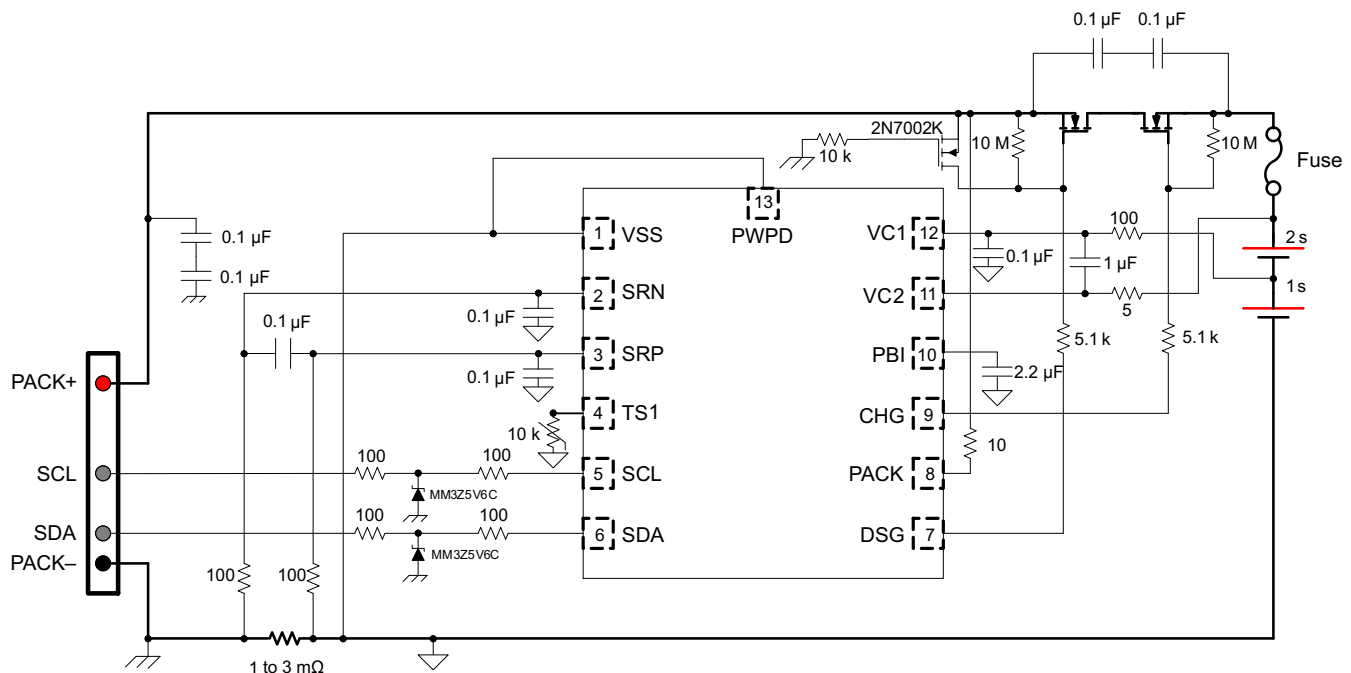 0.1 µF
0.1 µF
2N7002K
10 k
10 M
10 M
Fuse
13
PWPD
1
VSS
VC1
12
100
2 s
0.1 µF
0.1 µF
0.1 µF
1 µF
2
SRN
VC2
11
5
1s
0.1 µF
0.1 µF
3
SRP
PBI
10
5.1 k
5.1 k
0.1 µF
2.2 µF
PACK+
4
TS1
CHG
9
10 k
10
SCL
100
100
5
SCL
PACK
8
MM3Z5V6C
SDA
100
100
6
SDA
DSG
7
MM3Z5V6C
PACK–
100
100
1 to 3 mΩ